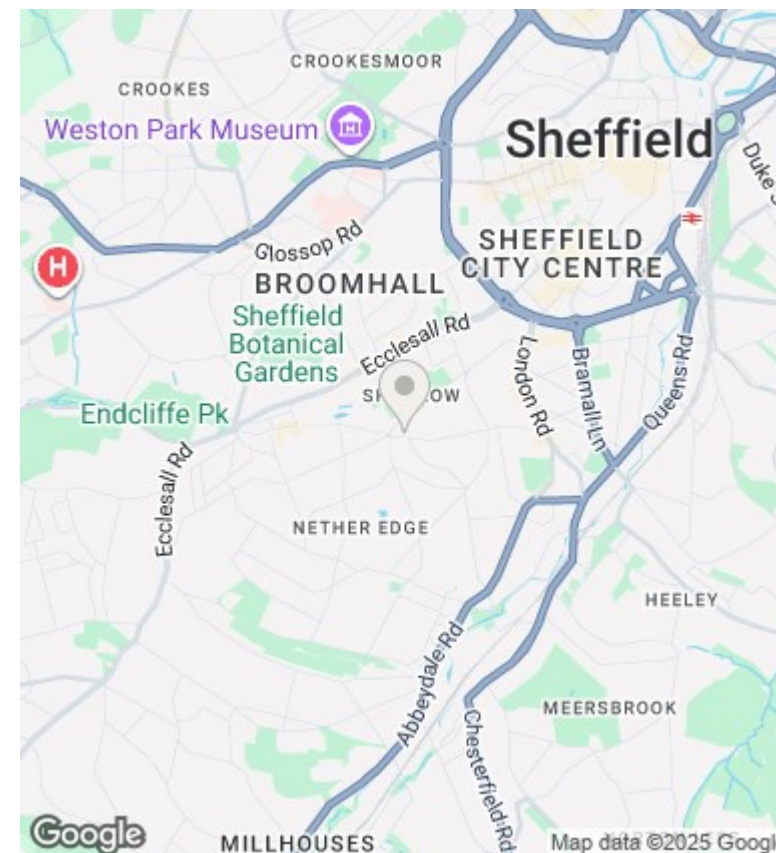 CROOKESMOOR
CROOKES
Weston Park Museum
Sheffield
Duke
Glossop Rd
SHEFFIELD
CITY CENTRE
H
BROOMHALL
Sheffield
Botanical
Gardens
Ecclesall Rd
London Rd
Bramall Ln
Queens Rd
Endcliffe Pk
Ecclesall Rd
NETHER EDGE
HEELEY
Abbeydale Rd
MEERSBROOK
Chesterfield Rd
Google
MILLHOUSES
Map data ©2025 Google